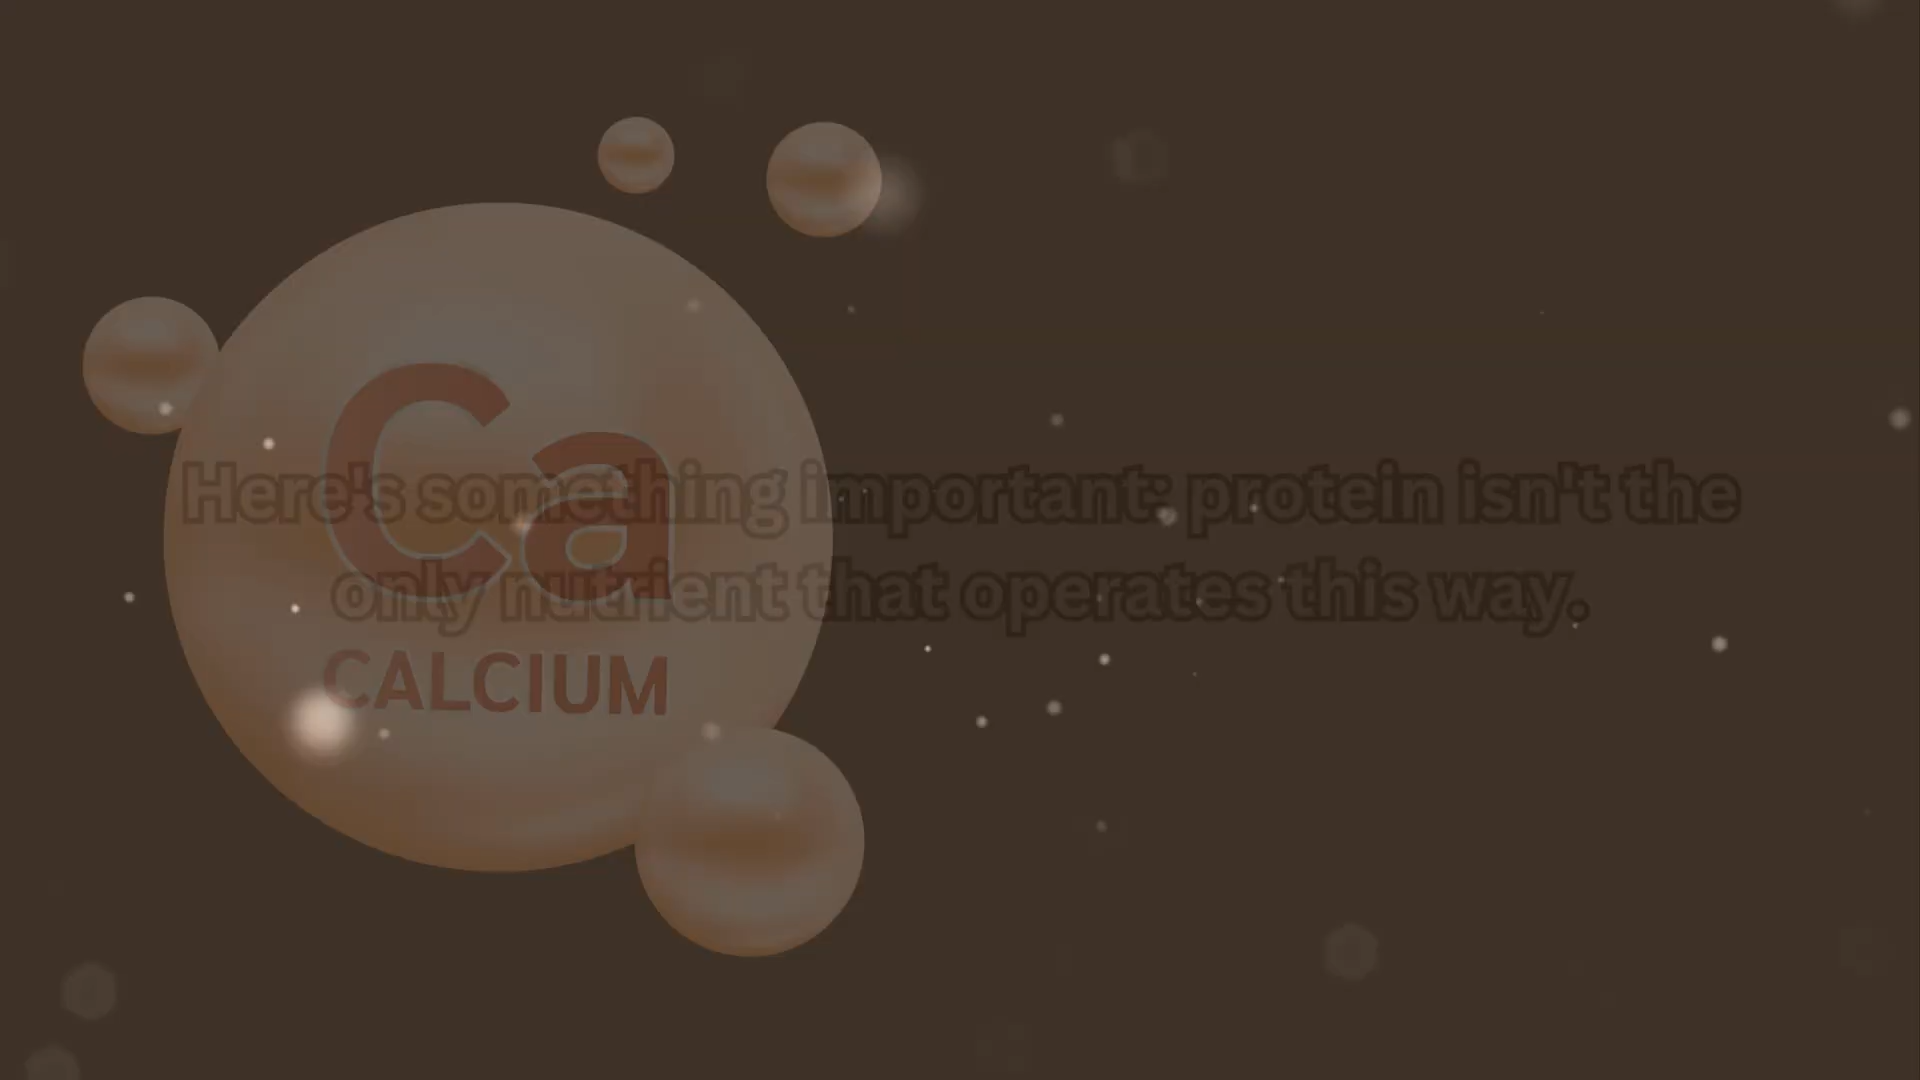 Ca
Here's something important: protein isn't the
only nutrient that operates this way.
CALCIUM